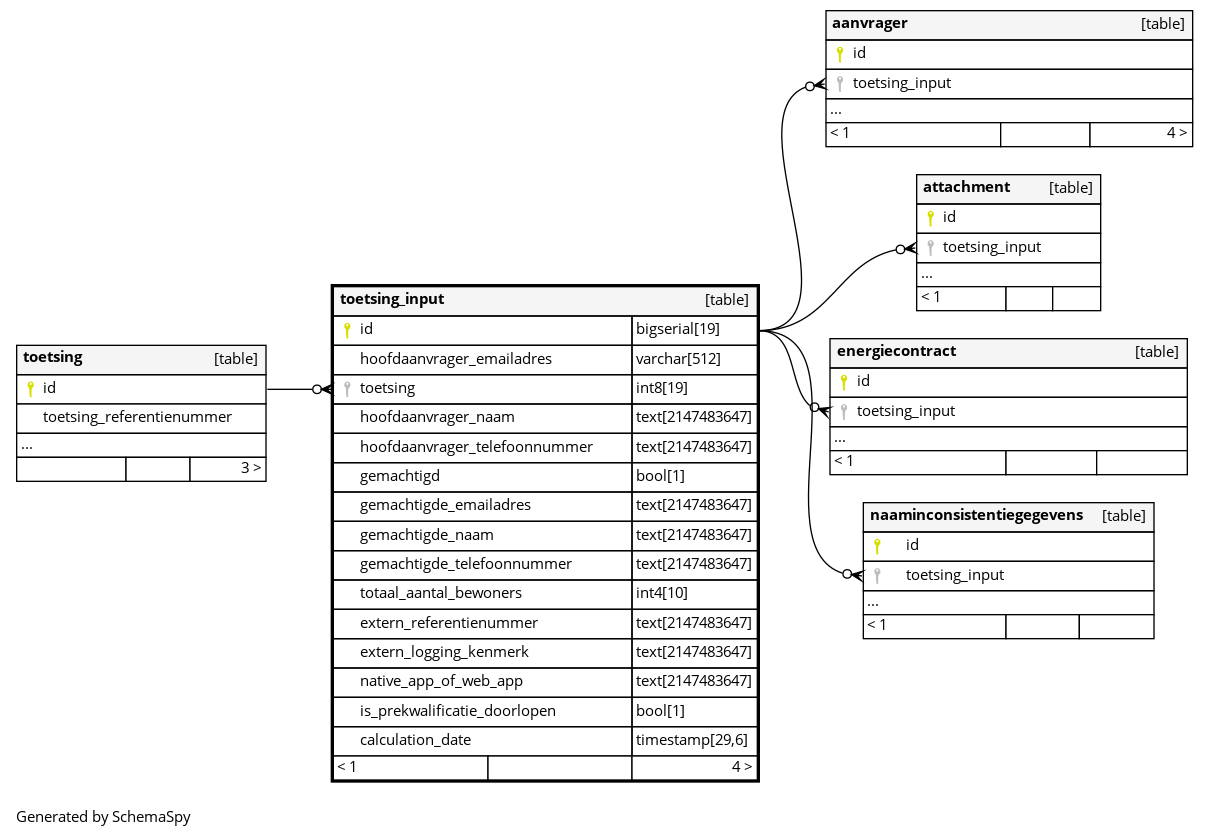 aanvrager [table]
id
toetsing_input
...
< 1 4 >
attachment [table]
id
toetsing_input
...
< 1
toetsing_input [table]
id bigserial[19]
hoofdaanvrager_emailadres varchar[512]
toetsing int8[19]
hoofdaanvrager_naam text[2147483647]
hoofdaanvrager_telefoonnummer text[2147483647]
gemachtigd bool[1]
gemachtigde_emailadres text[2147483647]
gemachtigde_naam text[2147483647]
gemachtigde_telefoonnummer text[2147483647]
totaal_aantal_bewoners int4[10]
extern_referentienummer text[2147483647]
extern_logging_kenmerk text[2147483647]
native_app_of_web_app text[2147483647]
is_prekwalificatie_doorlopen bool[1]
calculation_date timestamp[29,6]
< 1 4 >
toetsing [table]
id
toetsing_referentienummer
...
3 >
energiecontract [table]
id
toetsing_input
...
< 1
naaminconsistentiegegevens [table]
id
toetsing_input
...
< 1
Generated by SchemaSpy